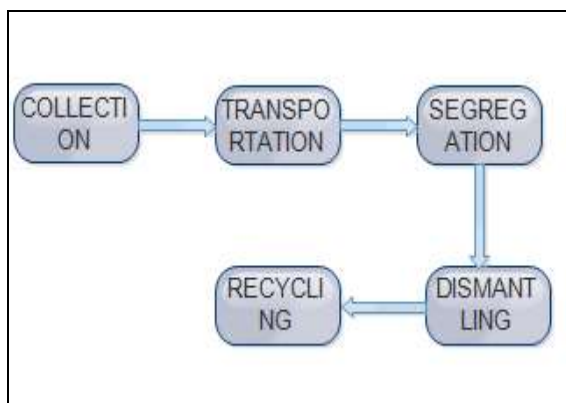 COLLECTI
ON
TRANSPO
RTATION
SEGREG
ATION
RECYCLI
NG
DISMANT
LING